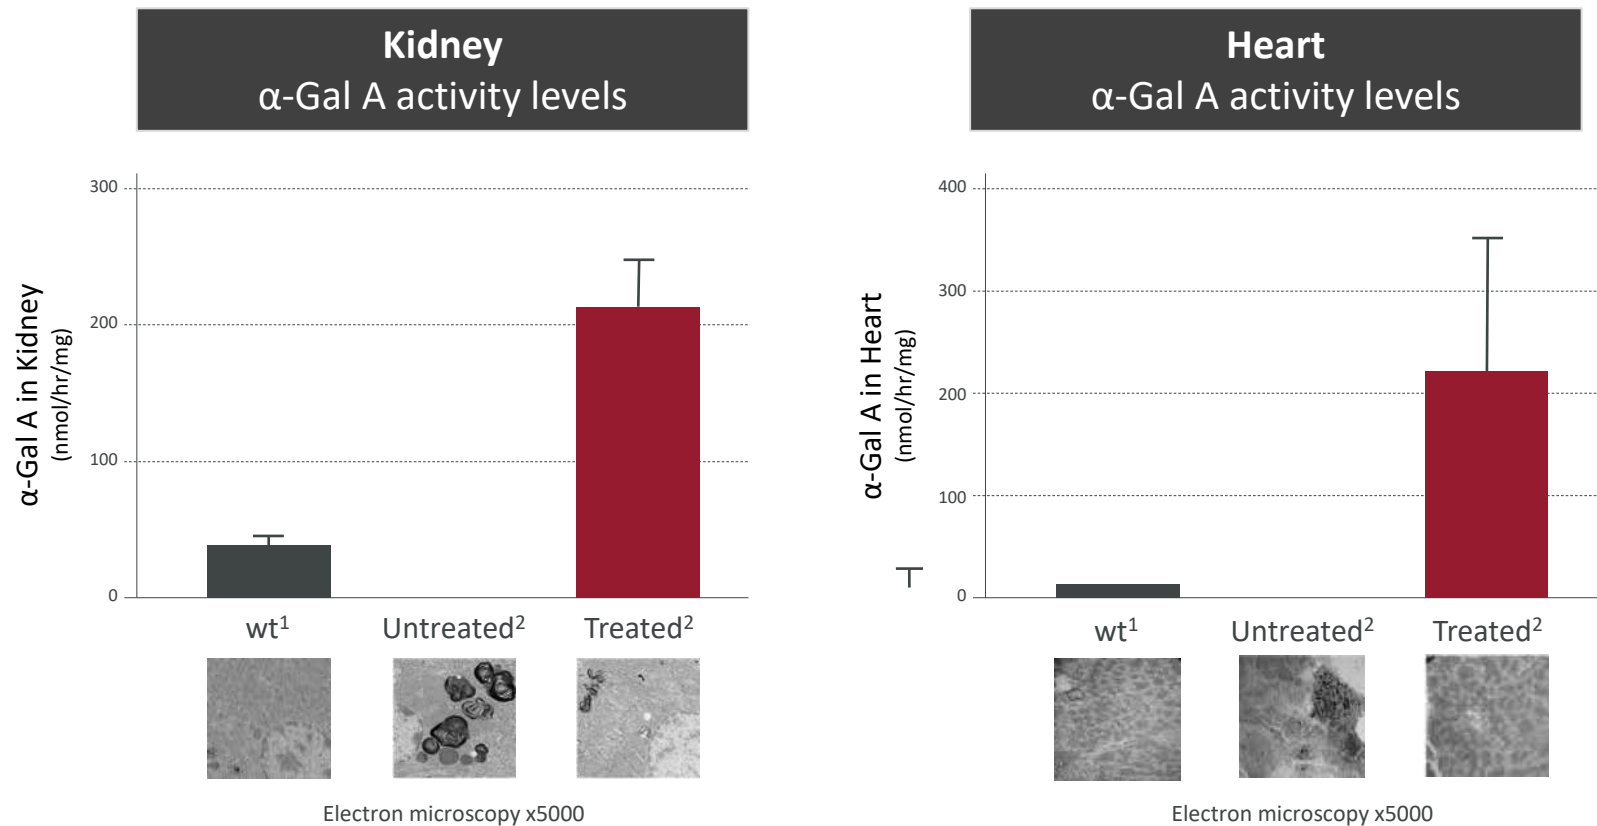 Kidney
α-Gal A activity levels
300
200
100
0
α-Gal A in Kidney
(nmol/hr/mg)
wt¹
Untreated²
Treated²
Electron microscopy x5000
Heart
α-Gal A activity levels
400
300
200
100
0
α-Gal A in Heart
(nmol/hr/mg)
wt¹
Untreated²
Treated²
Electron microscopy x5000